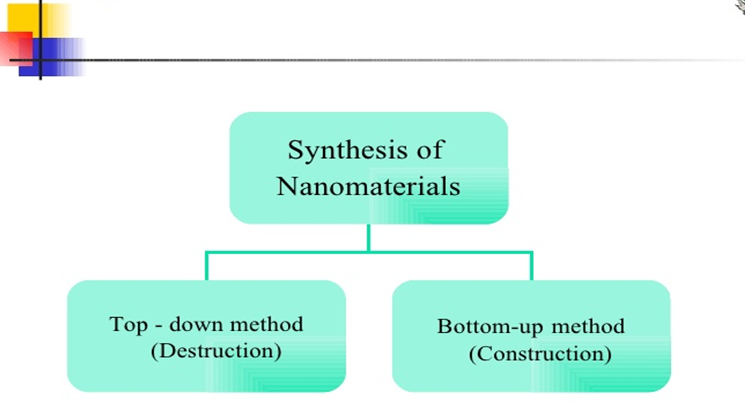 Synthesis of
Nanomaterials
Top - down method
(Destruction)
Bottom-up method
(Construction)